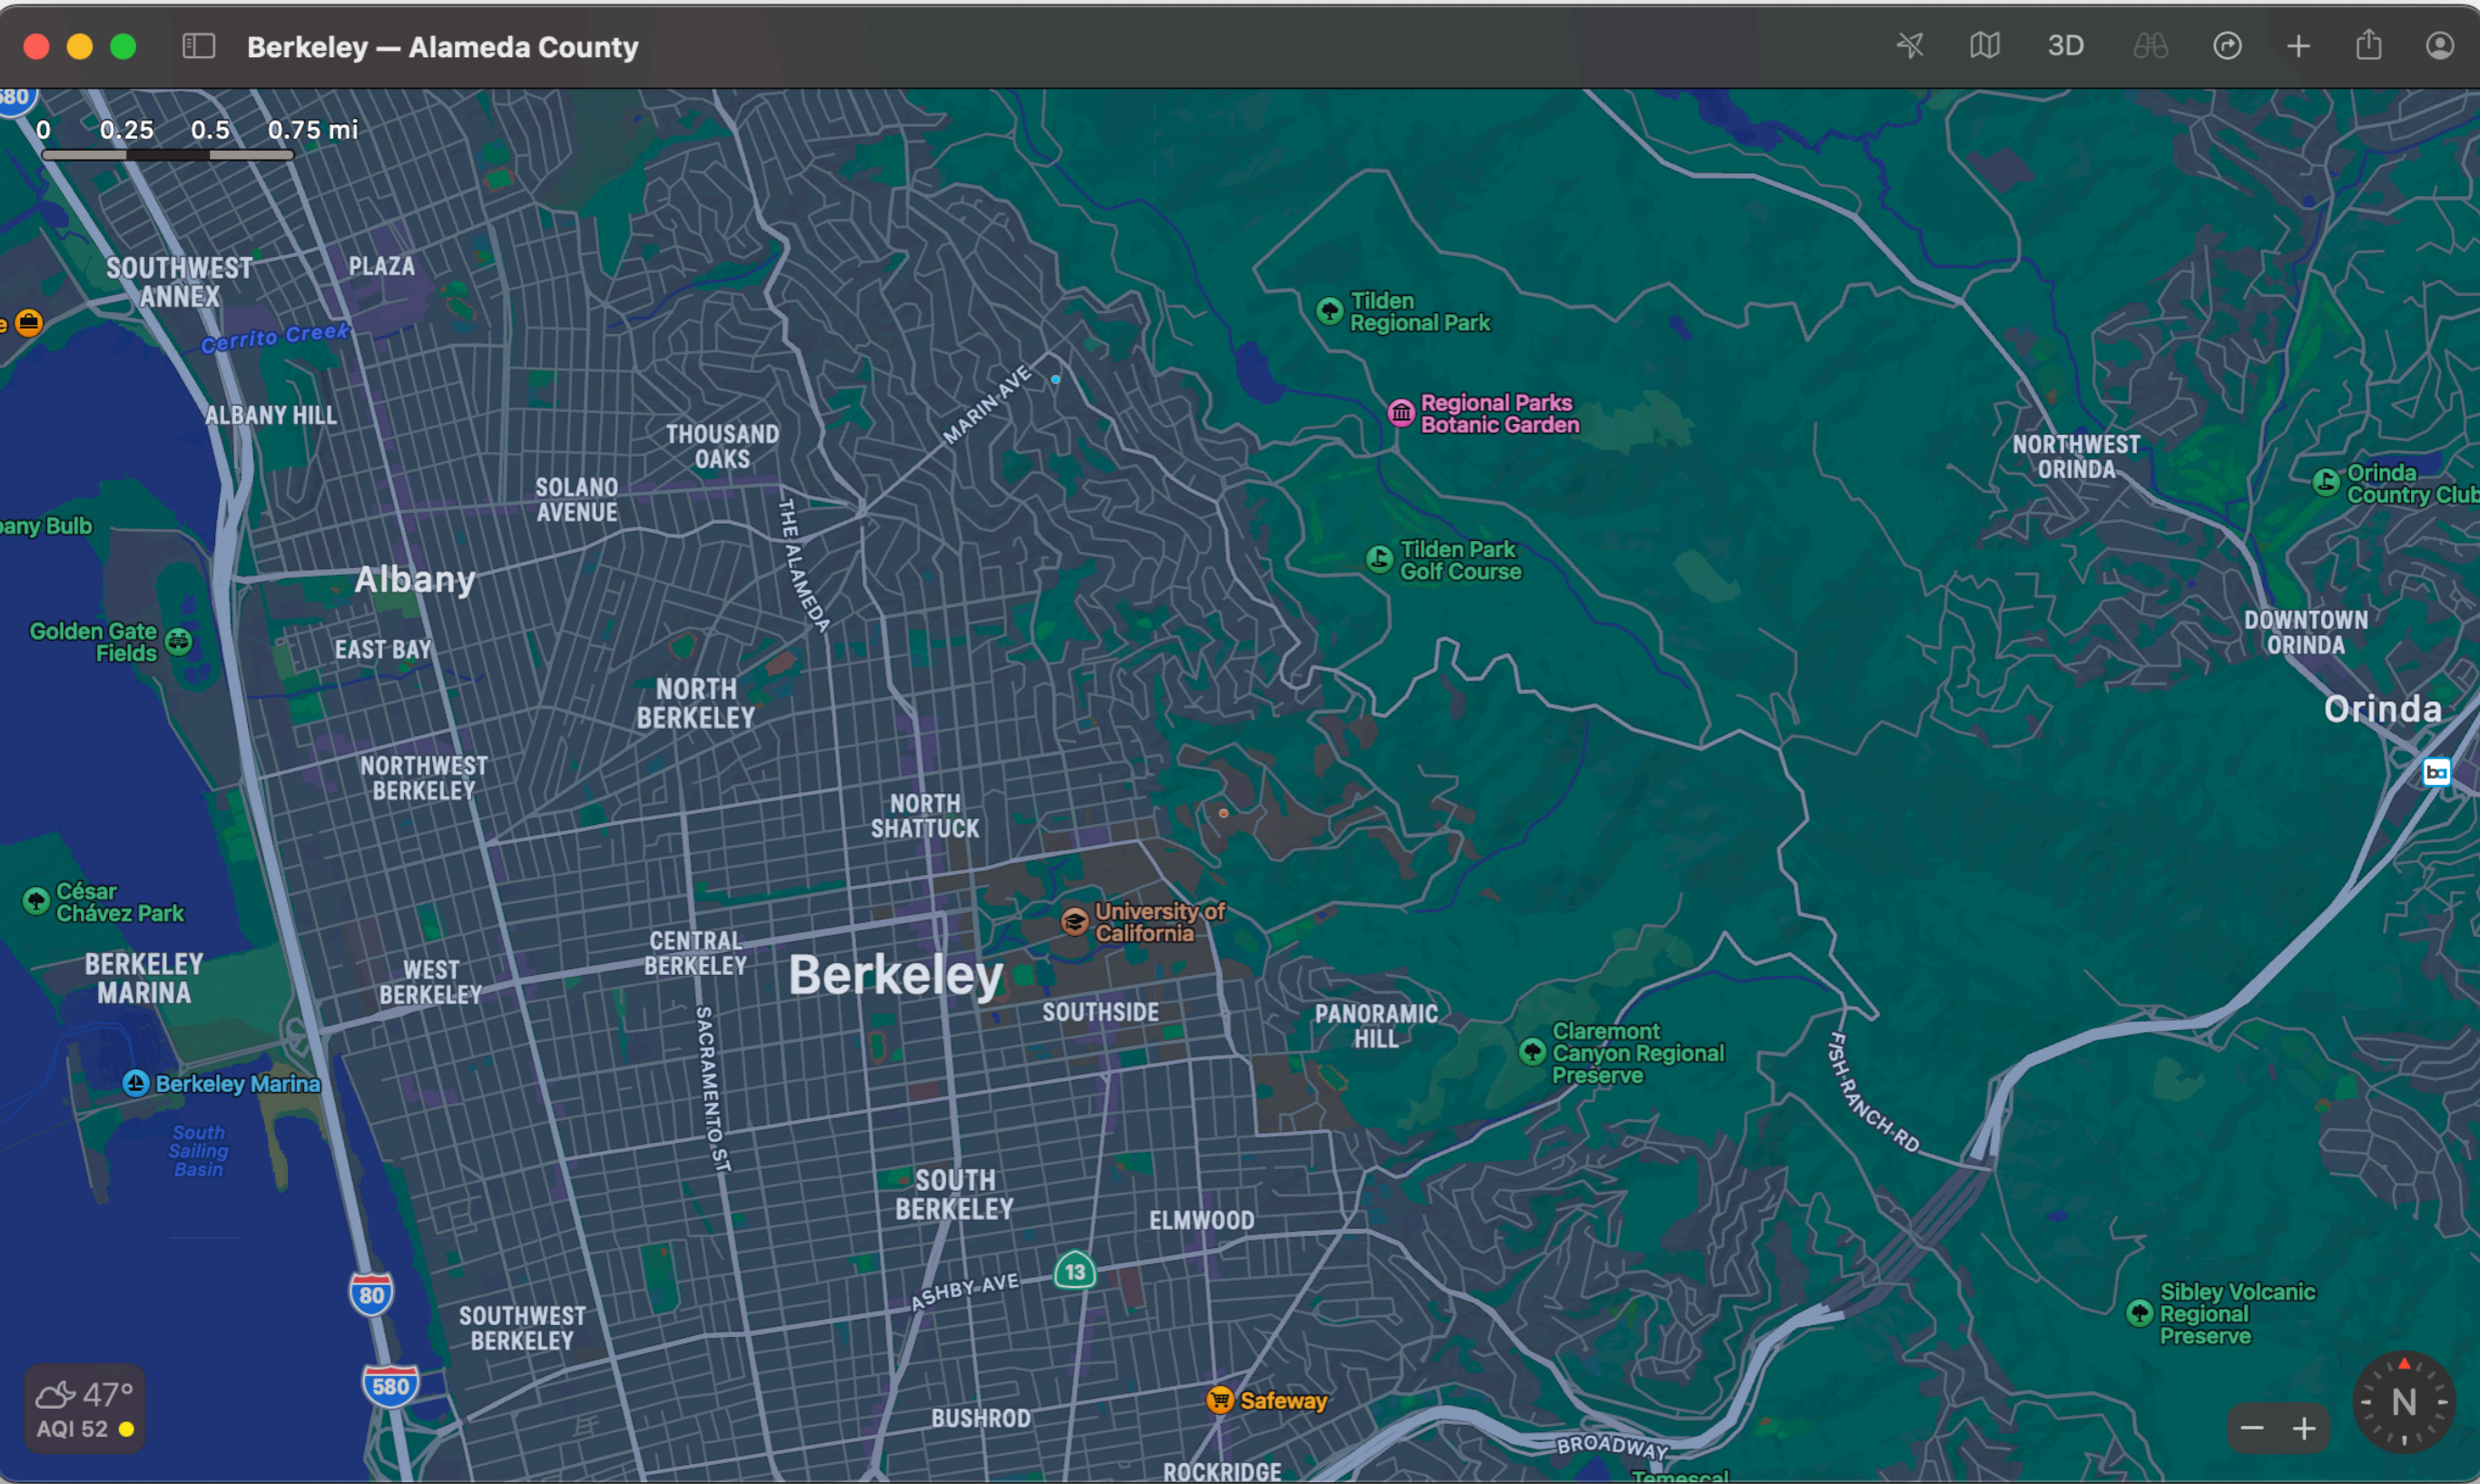 Berkeley — Alameda County
3D
580
0 0.25 0.5 0.75 mi
SOUTHWEST
ANNEX
PLAZA
Cerrito Creek
Tilden
Regional Park
ALBANY HILL
MARIN AVE
Regional Parks
Botanic Garden
THOUSAND
OAKS
NORTHWEST
ORINDA
SOLANO
AVENUE
Orinda
Country Club
THE ALAMEDA
bany Bulb
Tilden Park
Golf Course
Albany
Golden Gate
Fields
EAST BAY
DOWNTOWN
ORINDA
NORTH
BERKELEY
Orinda
ba
NORTHWEST
BERKELEY
NORTH
SHATTUCK
César
Chávez Park
University of
California
CENTRAL
BERKELEY
BERKELEY
MARINA
WEST
BERKELEY
Berkeley
SOUTHSIDE
PANORAMIC
HILL
Claremont
Canyon Regional
Preserve
SACRAMENTO ST
FISH RANCH RD
Berkeley Marina
South
Sailing
Basin
SOUTH
BERKELEY
ELMWOOD
13
ASHBY AVE
80
SOUTHWEST
BERKELEY
Sibley Volcanic
Regional
Preserve
580
47°
AQI 52
Safeway
BUSHROD
BROADWAY
ROCKRIDGE
Temescal
N